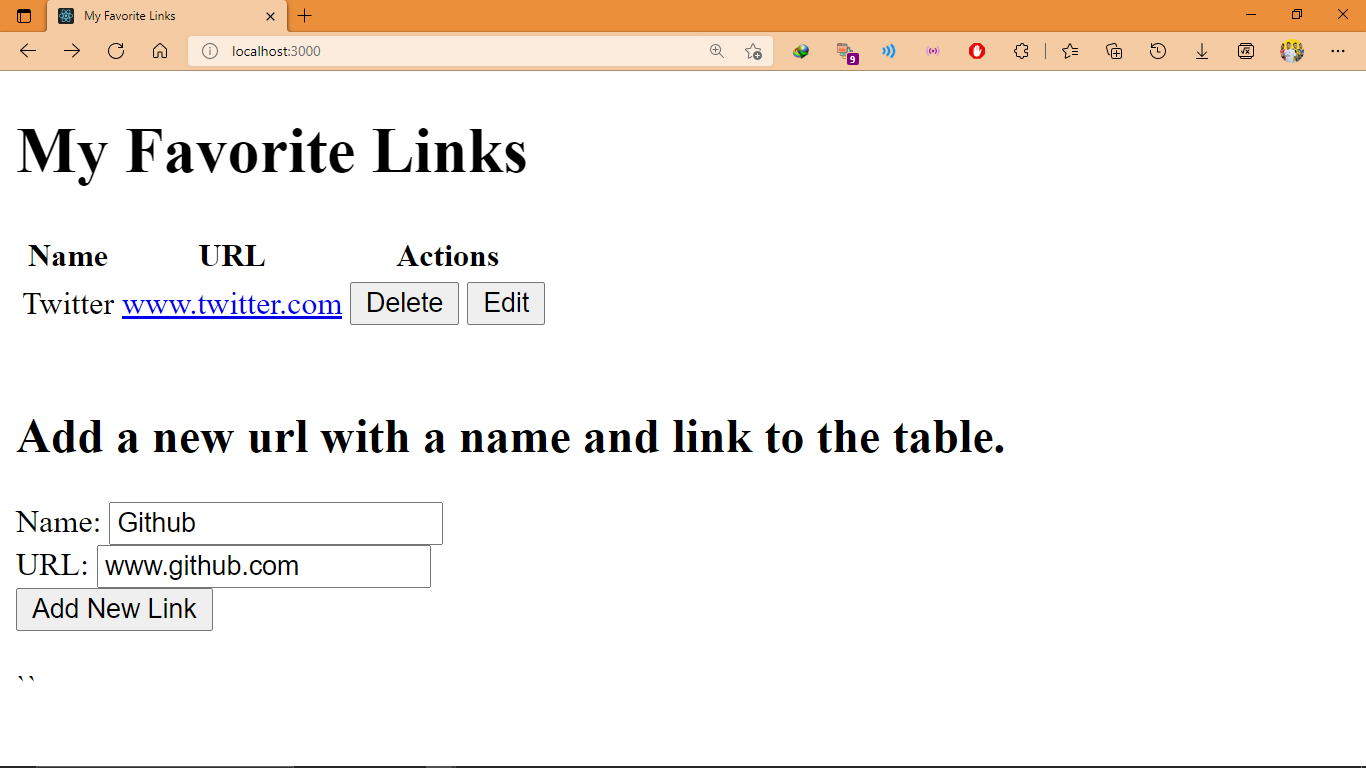 My Favorite Links
localhost:3000
9
My Favorite Links
Name URL Actions
Twitter www.twitter.com Delete Edit
Add a new url with a name and link to the table.
Name: Github
URL: www.github.com
Add New Link
``